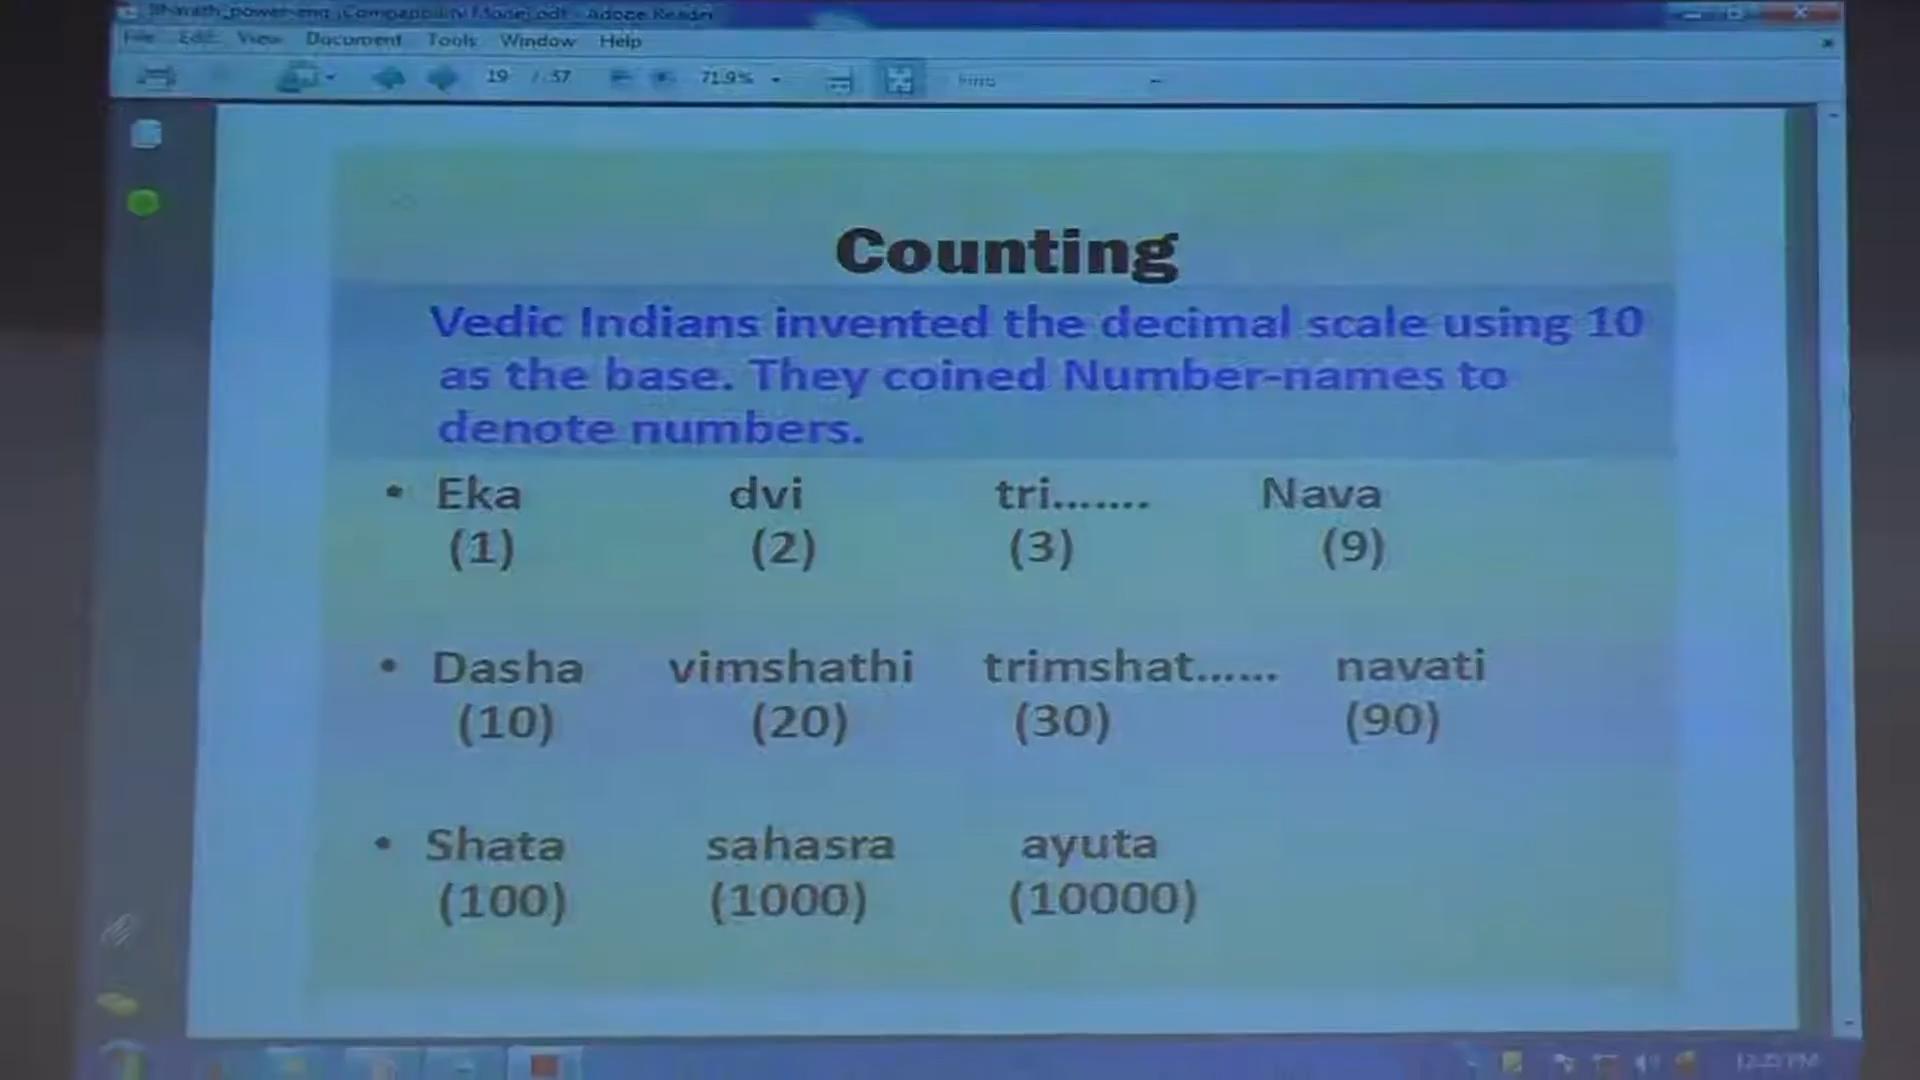 File Edit View Document Tools Window Help
19 / 57 71.9%
Counting
Vedic Indians invented the decimal scale using 10
as the base. They coined Number-names to
denote numbers.
• Eka dvi tri....... Nava
(1) (2) (3) (9)
• Dasha vimshathi trimshat...... navati
(10) (20) (30) (90)
• Shata sahasra ayuta
(100) (1000) (10000)